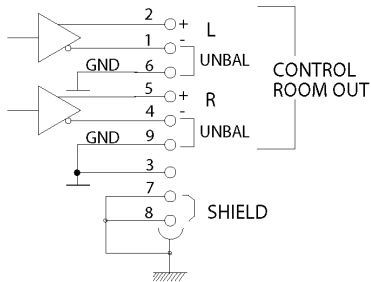 2 + L
1 -
UNBAL
GND 6
5 + R
4 -
UNBAL
GND 9
CONTROL
ROOM OUT
3
7
8 SHIELD